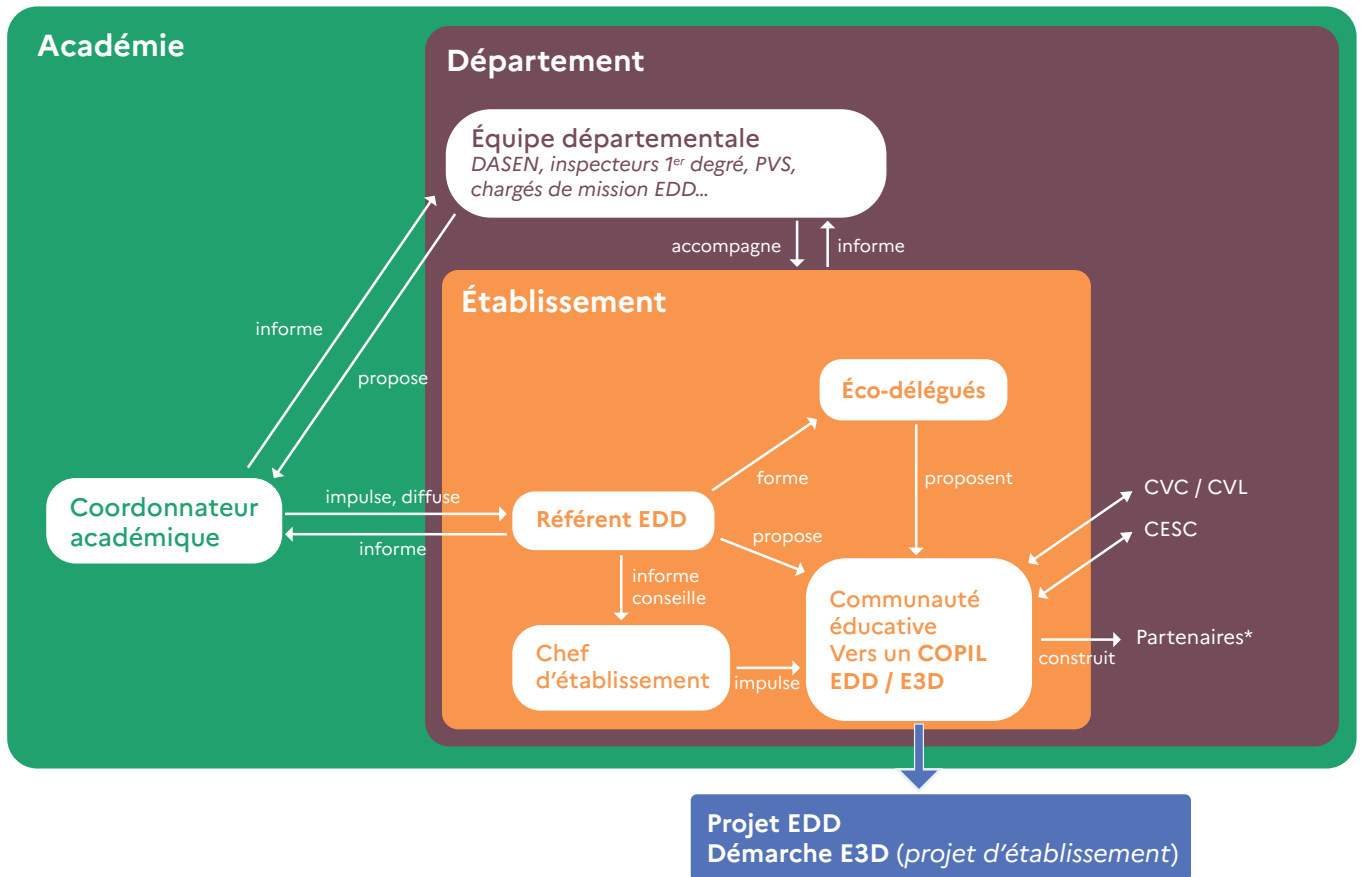 Académie
Département
Équipe départementale
DASEN, inspecteurs 1er degré, PVS,
chargés de mission EDD…
accompagne
informe
Établissement
informe
propose
Éco-délégués
forme
proposent
CVC / CVL
CESC
Coordonnateur
académique
impulse, diffuse
informe
Référent EDD
propose
informe
conseille
Communauté
éducative
Vers un COPIL
EDD / E3D
Chef
d'établissement
impulse
construit
Partenaires*
Projet EDD
Démarche E3D (projet d'établissement)